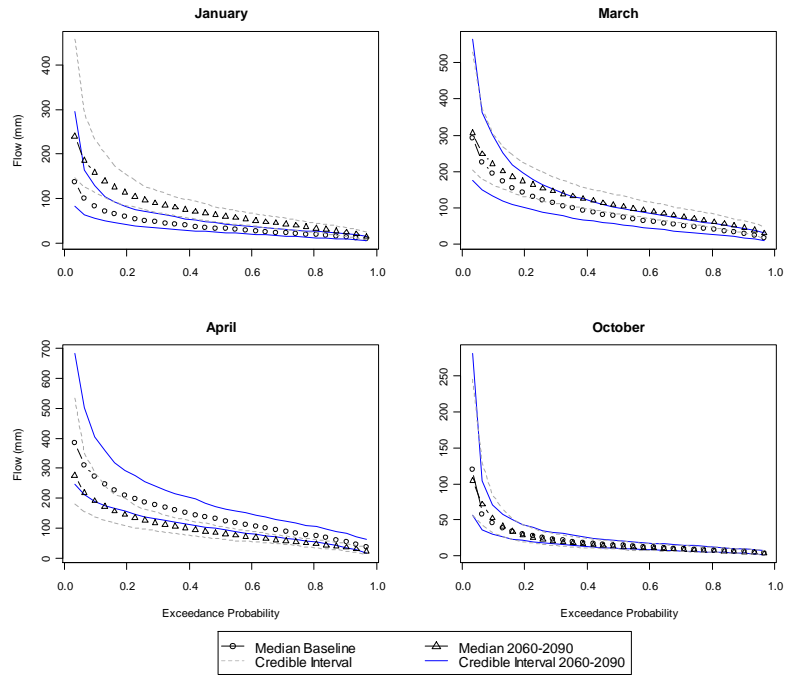 January
March
Flow (mm)
0 100 200 300 400
0 100 200 300 400 500
0.0 0.2 0.4 0.6 0.8 1.0
0.0 0.2 0.4 0.6 0.8 1.0
April
October
Flow (mm)
0 100 200 300 400 500 600 700
0 50 100 150 200 250
0.0 0.2 0.4 0.6 0.8 1.0
0.0 0.2 0.4 0.6 0.8 1.0
Exceedance Probability
Exceedance Probability
Median Baseline
Median 2060-2090
Credible Interval
Credible Interval 2060-2090